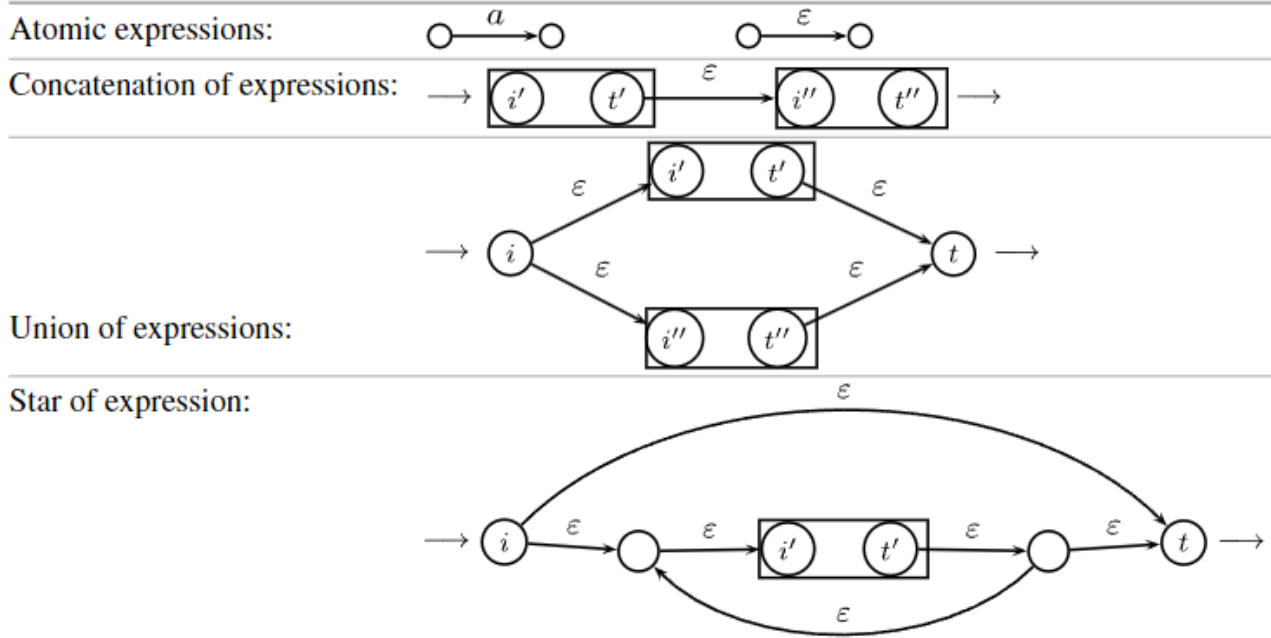 Atomic expressions: a ε
Concatenation of expressions: ⟶ i′ t′ ε i″ t″ ⟶
i′ t′
ε ε
⟶ i t ⟶
ε ε
Union of expressions: i″ t″
Star of expression: ε
⟶ i ε ε i′ t′ ε ε t ⟶
ε